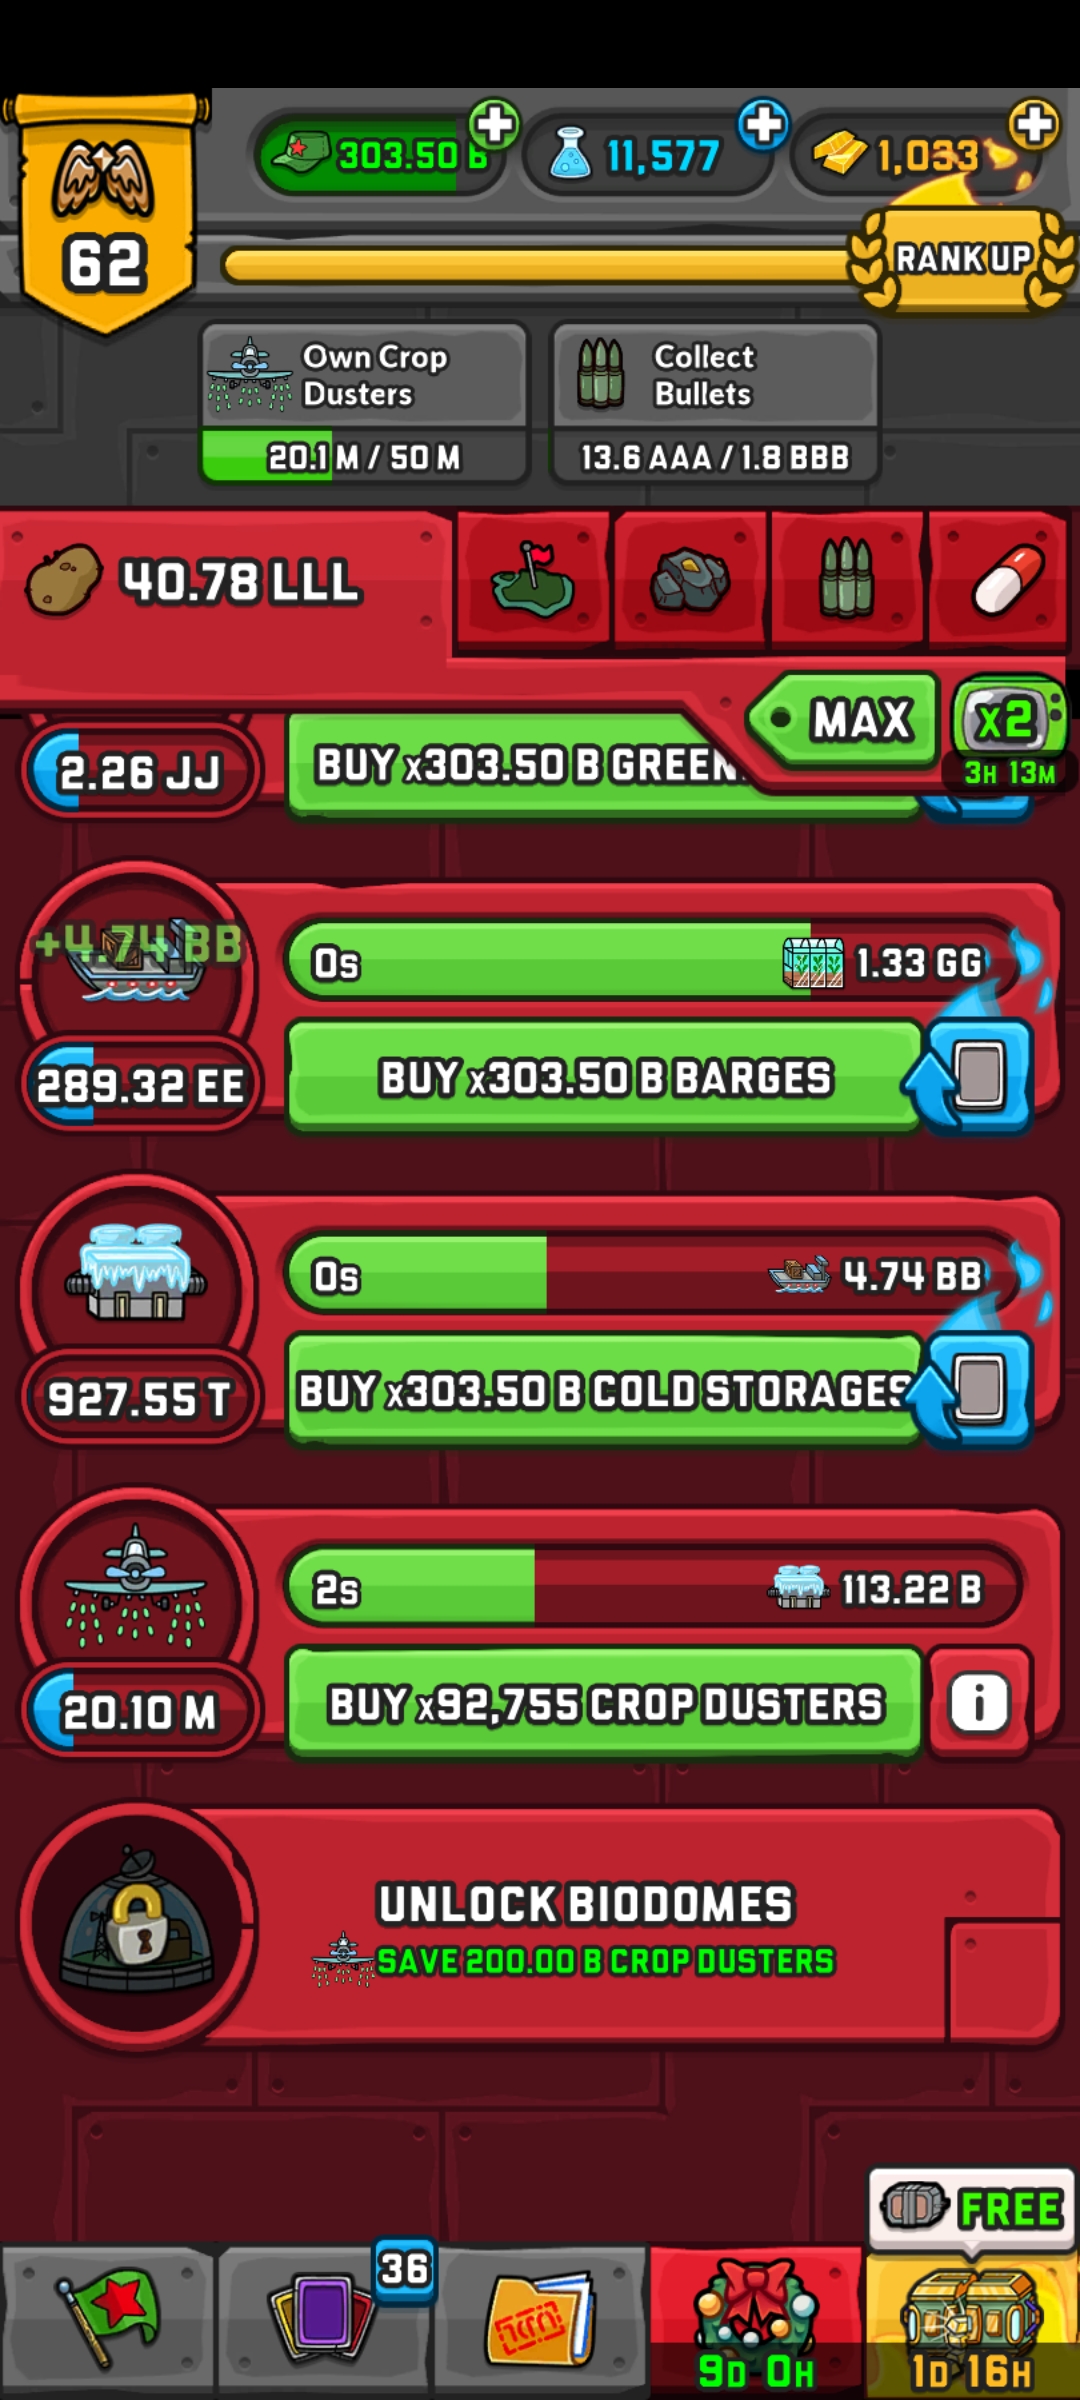 303.50 B
11,577
1,033
62
RANK UP
Own Crop
Dusters
20.1 M / 50 M
Collect
Bullets
13.6 AAA / 1.8 BBB
40.78 LLL
MAX
x2
3H 13M
2.26 JJ
BUY x303.50 B GREEN
+4.74 BB
0s
1.33 GG
289.32 EE
BUY x303.50 B BARGES
0s
4.74 BB
927.55 T
BUY x303.50 B COLD STORAGES
2s
113.22 B
20.10 M
BUY x92,755 CROP DUSTERS
i
UNLOCK BIODOMES
SAVE 200.00 B CROP DUSTERS
FREE
36
9D 0H
1D 16H